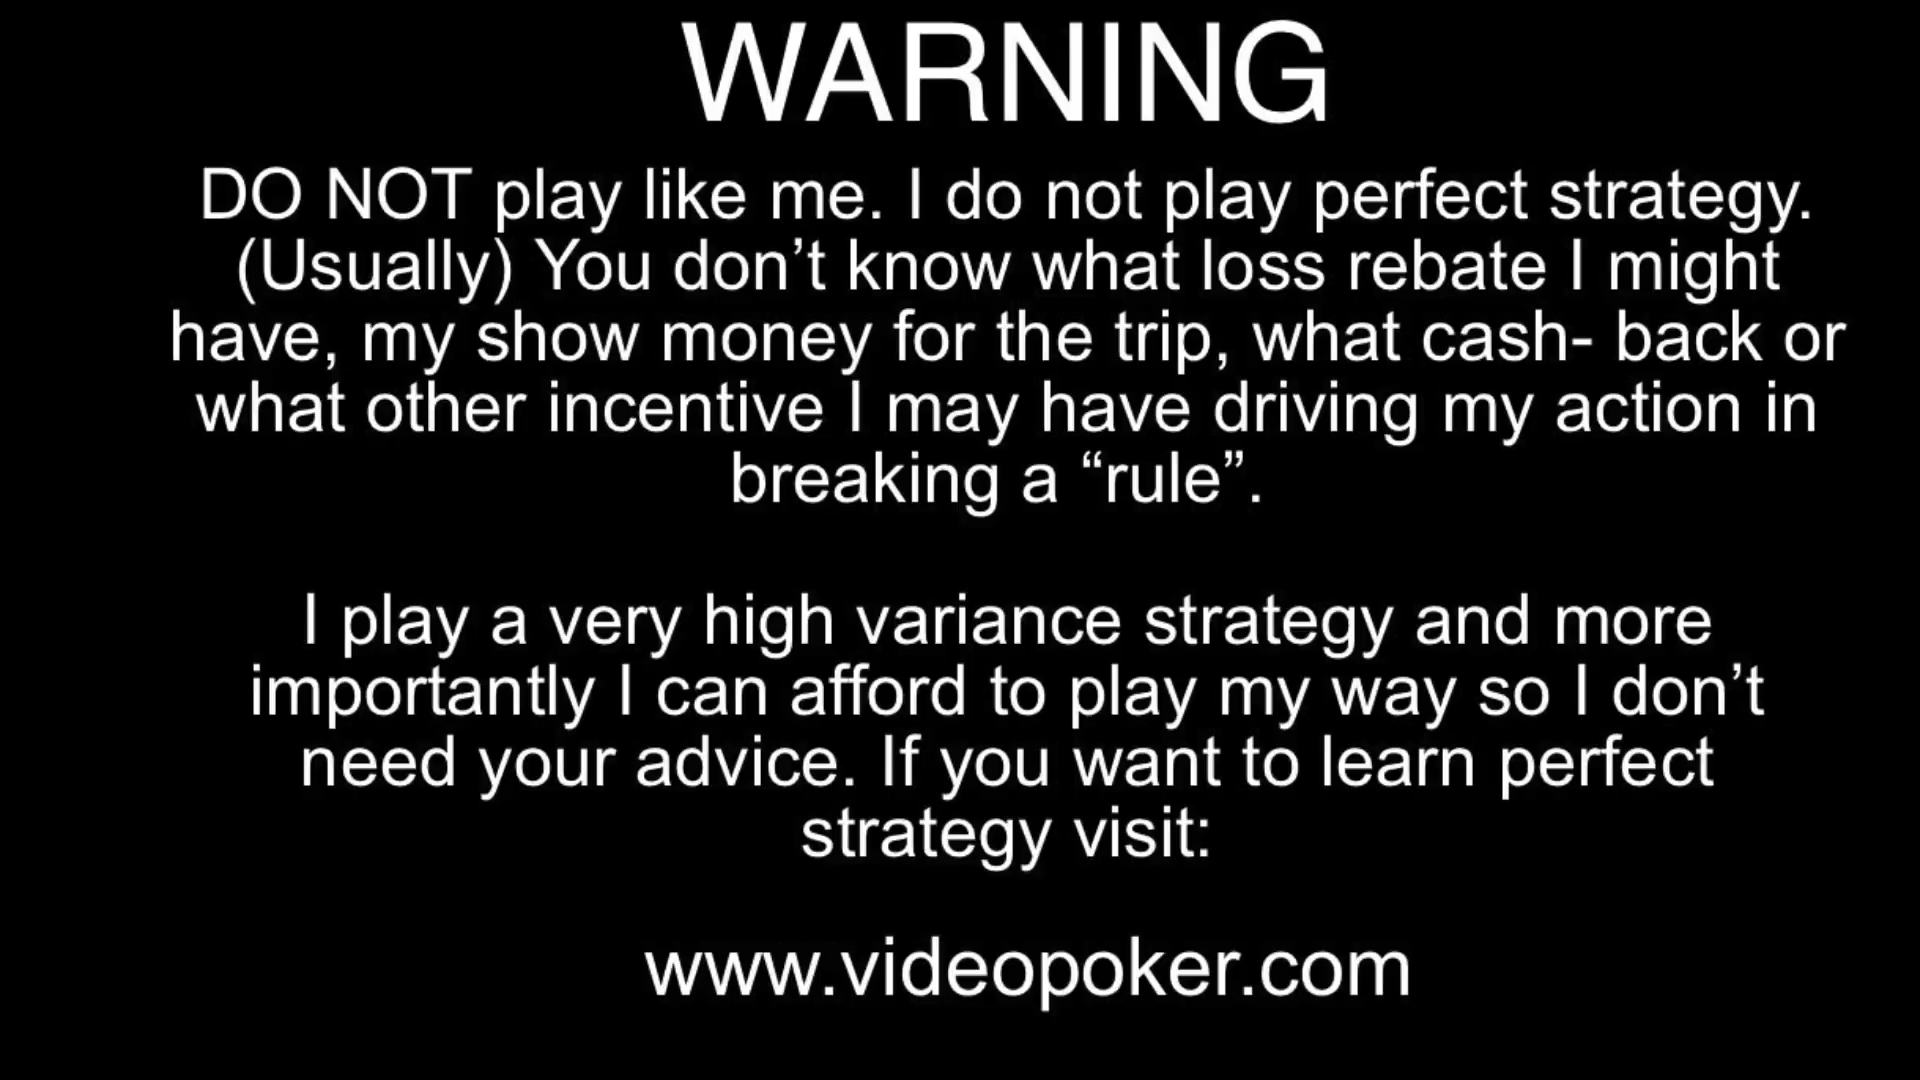 WARNING
DO NOT play like me. I do not play perfect strategy.
(Usually) You don’t know what loss rebate I might
have, my show money for the trip, what cash- back or
what other incentive I may have driving my action in
breaking a “rule”.
I play a very high variance strategy and more
importantly I can afford to play my way so I don’t
need your advice. If you want to learn perfect
strategy visit:
www.videopoker.com